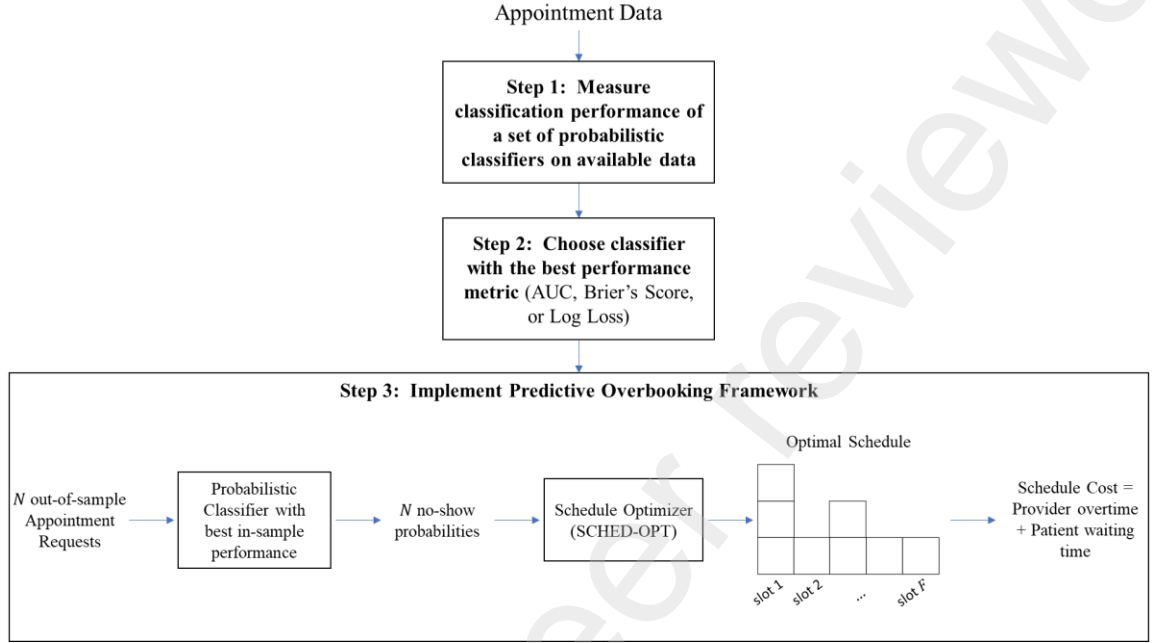 Appointment Data
Step 1: Measure
classification performance of
a set of probabilistic
classifiers on available data
Step 2: Choose classifier
with the best performance
metric (AUC, Brier's Score,
or Log Loss)
Step 3: Implement Predictive Overbooking Framework
N out-of-sample
Appointment
Requests
Probabilistic
Classifier with
best in-sample
performance
N no-show
probabilities
Schedule Optimizer
(SCHED-OPT)
Optimal Schedule
slot 1
slot 2
...
slot F
Schedule Cost =
Provider overtime
+ Patient waiting
time
eer review